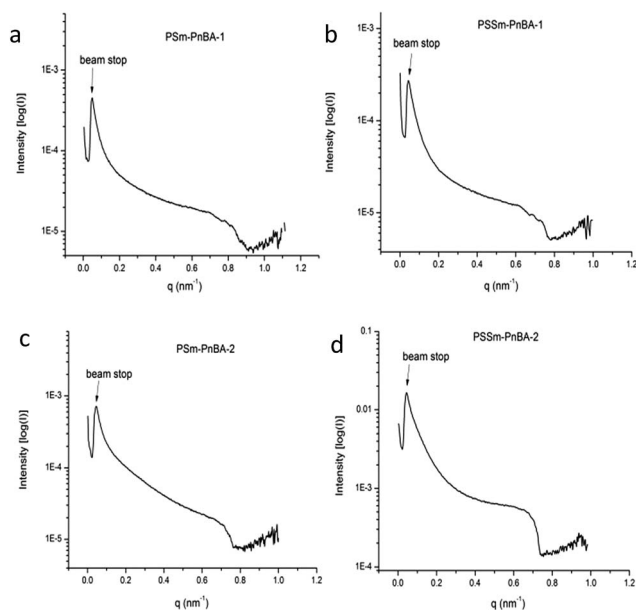 a
PSm-PnBA-1
beam stop
1E-3
1E-4
1E-5
Intensity [log(I)]
0.0 0.2 0.4 0.6 0.8 1.0 1.2
q (nm⁻¹)
b
PSSm-PnBA-1
beam stop
1E-3
1E-4
1E-5
Intensity [log(I)]
0.0 0.2 0.4 0.6 0.8 1.0 1.2
q (nm⁻¹)
c
PSm-PnBA-2
beam stop
1E-3
1E-4
1E-5
Intensity [log(I)]
0.0 0.2 0.4 0.6 0.8 1.0 1.2
q (nm⁻¹)
d
PSSm-PnBA-2
beam stop
0.1
0.01
1E-3
1E-4
Intensity [log(I)]
0.0 0.2 0.4 0.6 0.8 1.0 1.2
q (nm⁻¹)